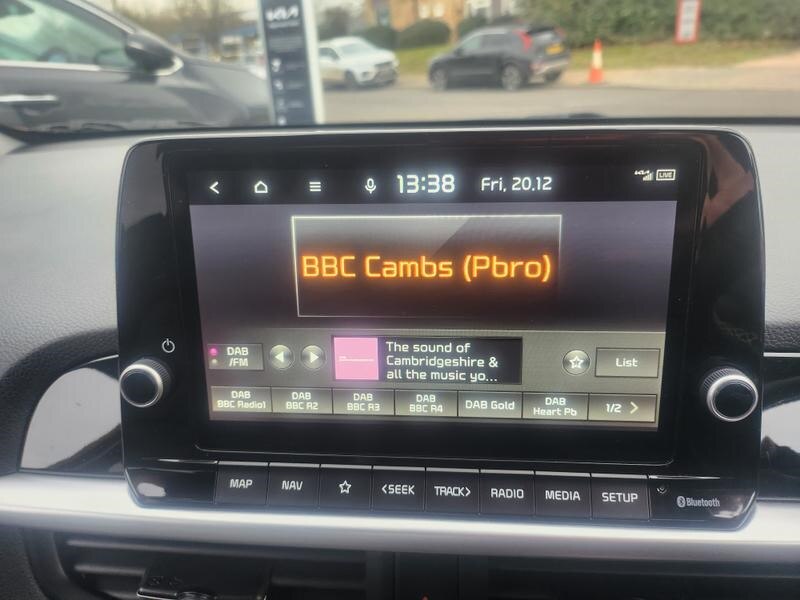 KIA
13:38 Fri, 20.12
KIA LIVE
BBC Cambs (Pbro)
DAB
/FM
The sound of
Cambridgeshire &
all the music yo...
List
DAB
BBC Radio1
DAB
BBC R2
DAB
BBC R3
DAB
BBC R4
DAB Gold
DAB
Heart Pb
1/2
MAP NAV <SEEK TRACK> RADIO MEDIA SETUP
Bluetooth